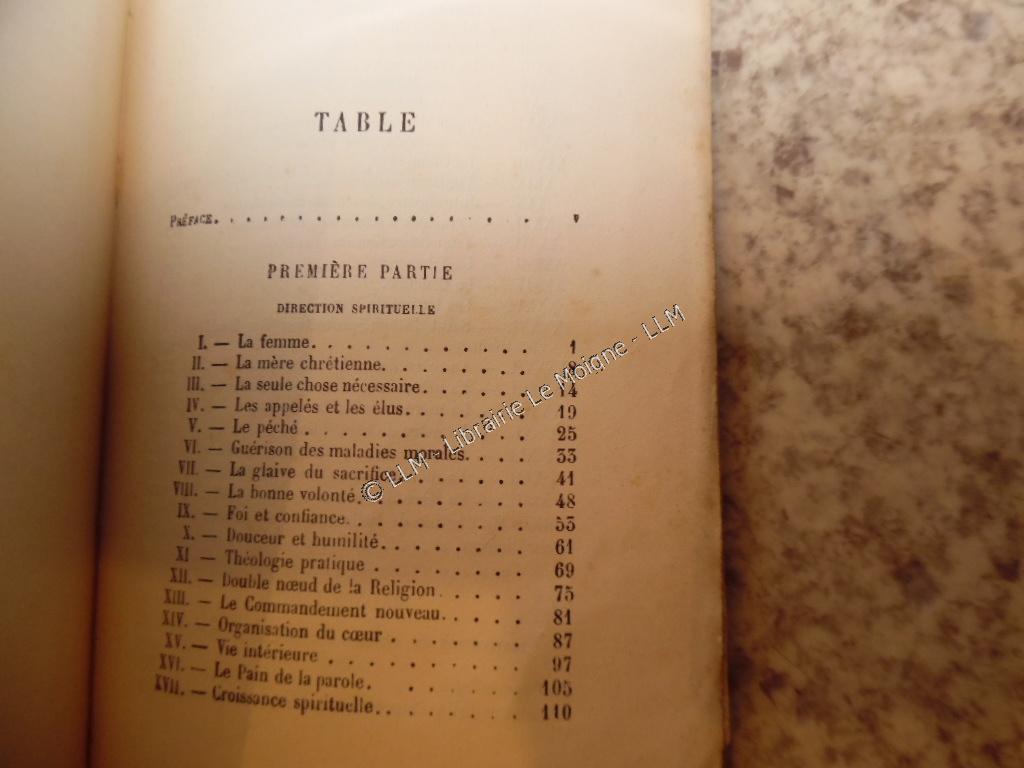 TABLE
PRÉFACE. . . . . . . . . . . . . . . . V
PREMIÈRE PARTIE
DIRECTION SPIRITUELLE
I. — La femme. . . . . . . . . . . . 1
II. — La mère chrétienne. . . . . . . . 8
III. — La seule chose nécessaire. . . . . . 14
IV. — Les appelés et les élus. . . . . . . 19
V. — Le péché . . . . . . . . . . . . 25
VI. — Guérison des maladies morales. . . . 33
VII. — La glaive du sacrifice. . . . . . . 41
VIII. — La bonne volonté. . . . . . . . 48
IX. — Foi et confiance. . . . . . . . . 55
X. — Douceur et humilité. . . . . . . . 61
XI — Théologie pratique . . . . . . . . 69
XII. — Double nœud de la Religion . . . . . 75
XIII. — Le Commandement nouveau. . . . . 81
XIV. — Organisation du cœur . . . . . . . 87
XV. — Vie intérieure . . . . . . . . . . 97
XVI. — Le Pain de la parole. . . . . . . 105
XVII. — Croissance spirituelle. . . . . . . . 110
© LLM - Librairie Le Moigne - LLM